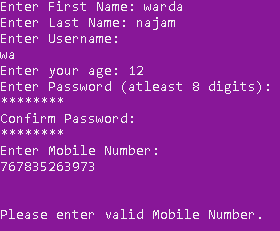 Enter First Name: warda
Enter Last Name: najam
Enter Username:
wa
Enter your age: 12
Enter Password (atleast 8 digits):
********
Confirm Password:
********
Enter Mobile Number:
767835263973
Please enter valid Mobile Number.